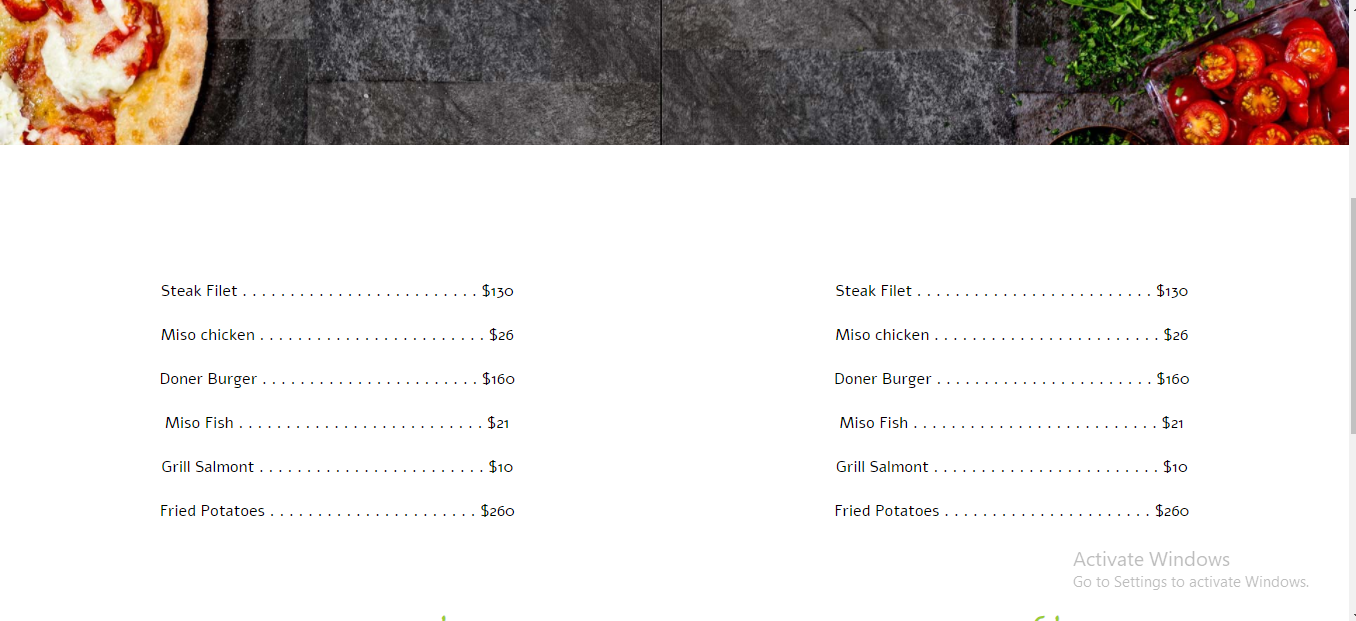 Steak Filet . . . . . . . . . . . . . . . . . . . . . . . . . $130
Miso chicken . . . . . . . . . . . . . . . . . . . . . . . . $26
Doner Burger . . . . . . . . . . . . . . . . . . . . . . . $160
Miso Fish . . . . . . . . . . . . . . . . . . . . . . . . . . $21
Grill Salmont . . . . . . . . . . . . . . . . . . . . . . . . $10
Fried Potatoes . . . . . . . . . . . . . . . . . . . . . . $260
Steak Filet . . . . . . . . . . . . . . . . . . . . . . . . . $130
Miso chicken . . . . . . . . . . . . . . . . . . . . . . . . $26
Doner Burger . . . . . . . . . . . . . . . . . . . . . . . $160
Miso Fish . . . . . . . . . . . . . . . . . . . . . . . . . . $21
Grill Salmont . . . . . . . . . . . . . . . . . . . . . . . . $10
Fried Potatoes . . . . . . . . . . . . . . . . . . . . . . $260
Activate Windows
Go to Settings to activate Windows.